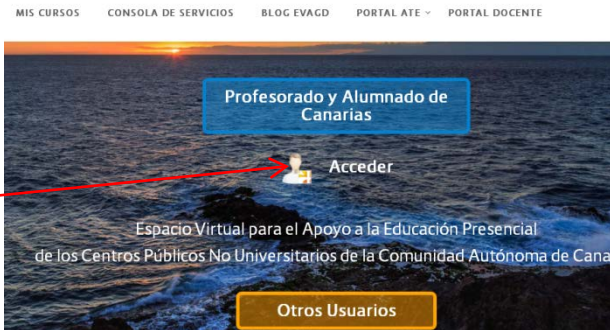 MIS CURSOS CONSOLA DE SERVICIOS BLOG EVAGD PORTAL ATE PORTAL DOCENTE
Profesorado y Alumnado de
Canarias
Acceder
Espacio Virtual para el Apoyo a la Educación Presencial
de los Centros Públicos No Universitarios de la Comunidad Autónoma de Cana
Otros Usuarios